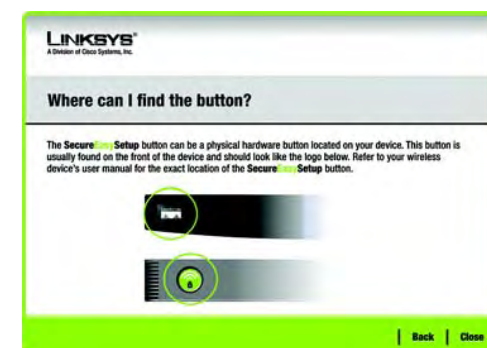 LINKSYS®
A Division of Cisco Systems, Inc.
Where can I find the button?
The SecureEasySetup button can be a physical hardware button located on your device. This button is
usually found on the front of the device and should look like the logo below. Refer to your wireless
device's user manual for the exact location of the SecureEasySetup button.
Back | Close